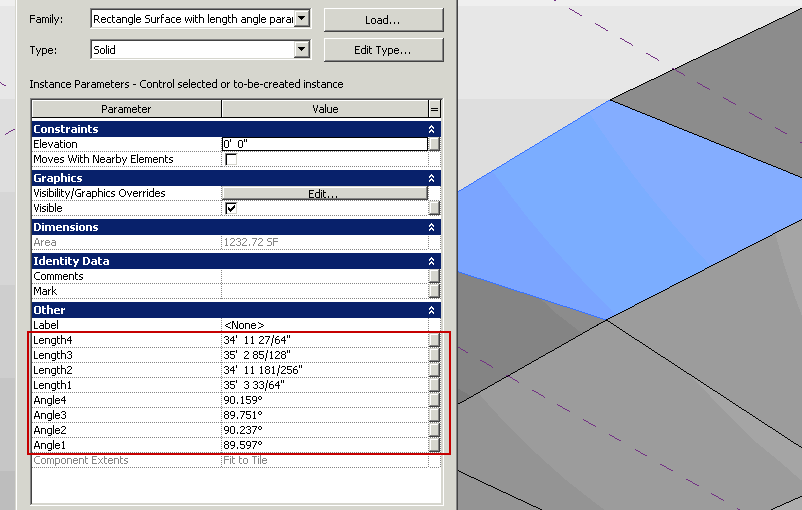 Family: Rectangle Surface with length angle parar Load...
Type: Solid Edit Type...
Instance Parameters - Control selected or to-be-created instance
Parameter Value =
Constraints
Elevation 0' 0"
Moves With Nearby Elements
Graphics
Visibility/Graphics Overrides Edit...
Visible
Dimensions
Area 1232.72 SF
Identity Data
Comments
Mark
Other
Label <None>
Length4 34' 11 27/64"
Length3 35' 2 85/128"
Length2 34' 11 181/256"
Length1 35' 3 33/64"
Angle4 90.159°
Angle3 89.751°
Angle2 90.237°
Angle1 89.597°
Component Extents Fit to Tile